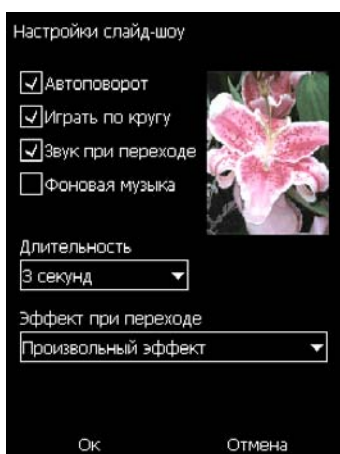 Настройки слайд-шоу
Автоповорот
Играть по кругу
Звук при переходе
Фоновая музыка
Длительность
3 секунд
Эффект при переходе
Произвольный эффект
Ок Отмена